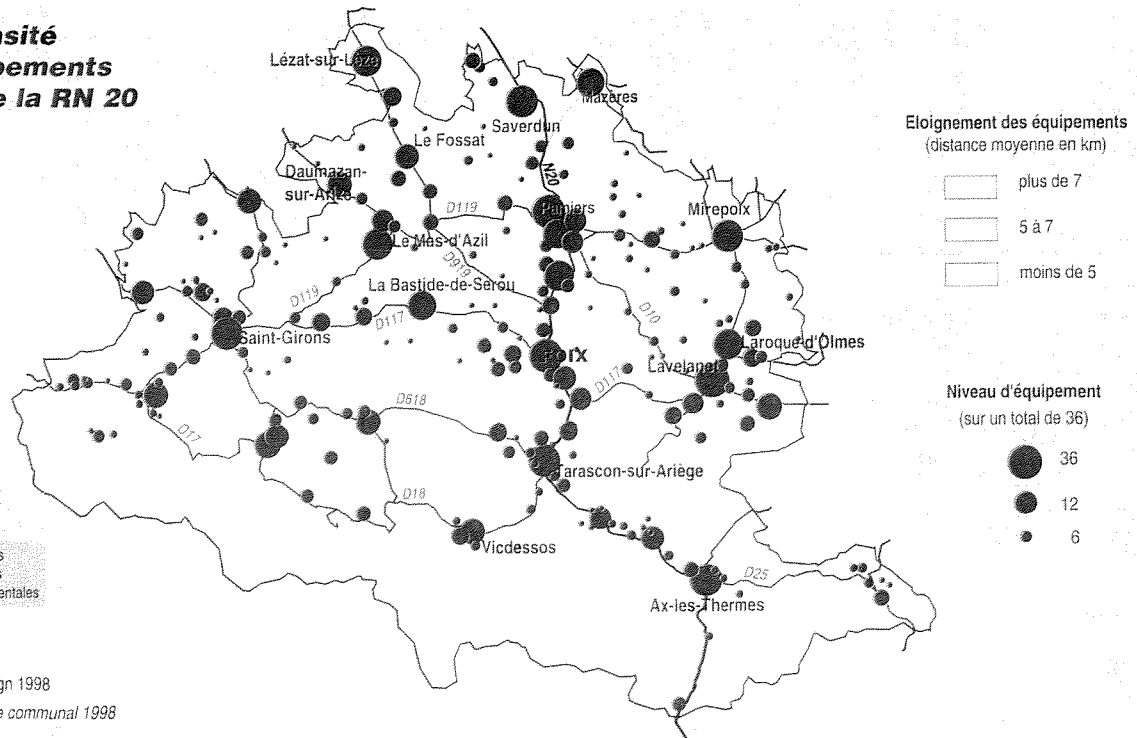 nsité
pements
e la RN 20
Lézat-sur-Lèze
Saverdun
Mazères
Le Fossat
N20
Daumazan-
sur-Arize
D119
Pamiers
Mirepoix
Le Mas-d'Azil
D919
La Bastide-de-Serou
D119
D117
D10
Saint-Girons
FOIX
Laroque-d'Olmes
Lavelanet
D117
D618
D17
Tarascon-sur-Ariège
D18
Vicdessos
D25
Ax-les-Thermes
Eloignement des équipements
(distance moyenne en km)
plus de 7
5 à 7
moins de 5
Niveau d'équipement
(sur un total de 36)
36
12
6
s
s
entales
gn 1998
e communal 1998